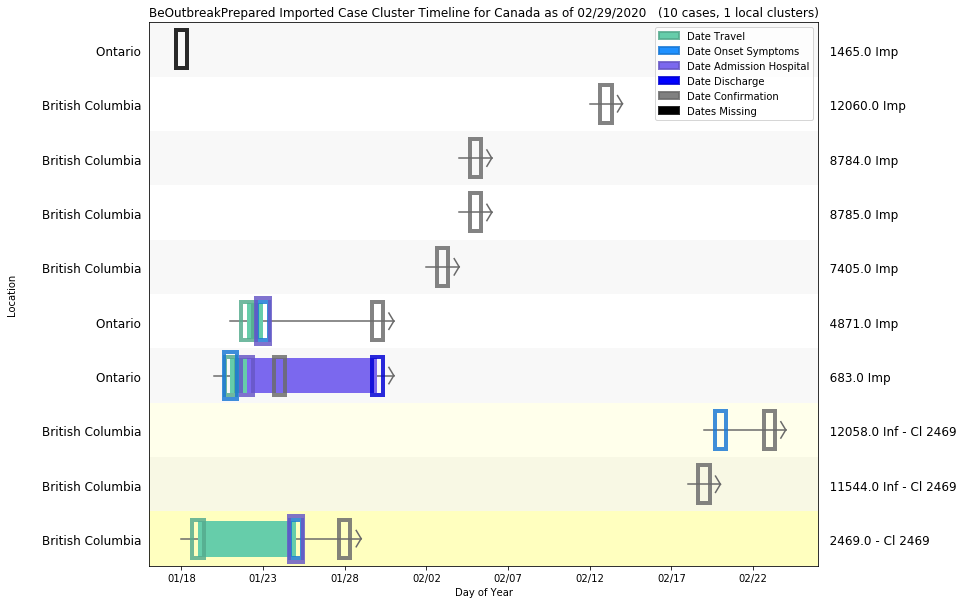 BeOutbreakPrepared Imported Case Cluster Timeline for Canada as of 02/29/2020   (10 cases, 1 local clusters)
Date Travel
Date Onset Symptoms
Date Admission Hospital
Date Discharge
Date Confirmation
Dates Missing
Location
Ontario 1465.0 Imp
British Columbia 12060.0 Imp
British Columbia 8784.0 Imp
British Columbia 8785.0 Imp
British Columbia 7405.0 Imp
Ontario 4871.0 Imp
Ontario 683.0 Imp
British Columbia 12058.0 Inf - Cl 2469
British Columbia 11544.0 Inf - Cl 2469
British Columbia 2469.0 - Cl 2469
01/18 01/23 01/28 02/02 02/07 02/12 02/17 02/22
Day of Year